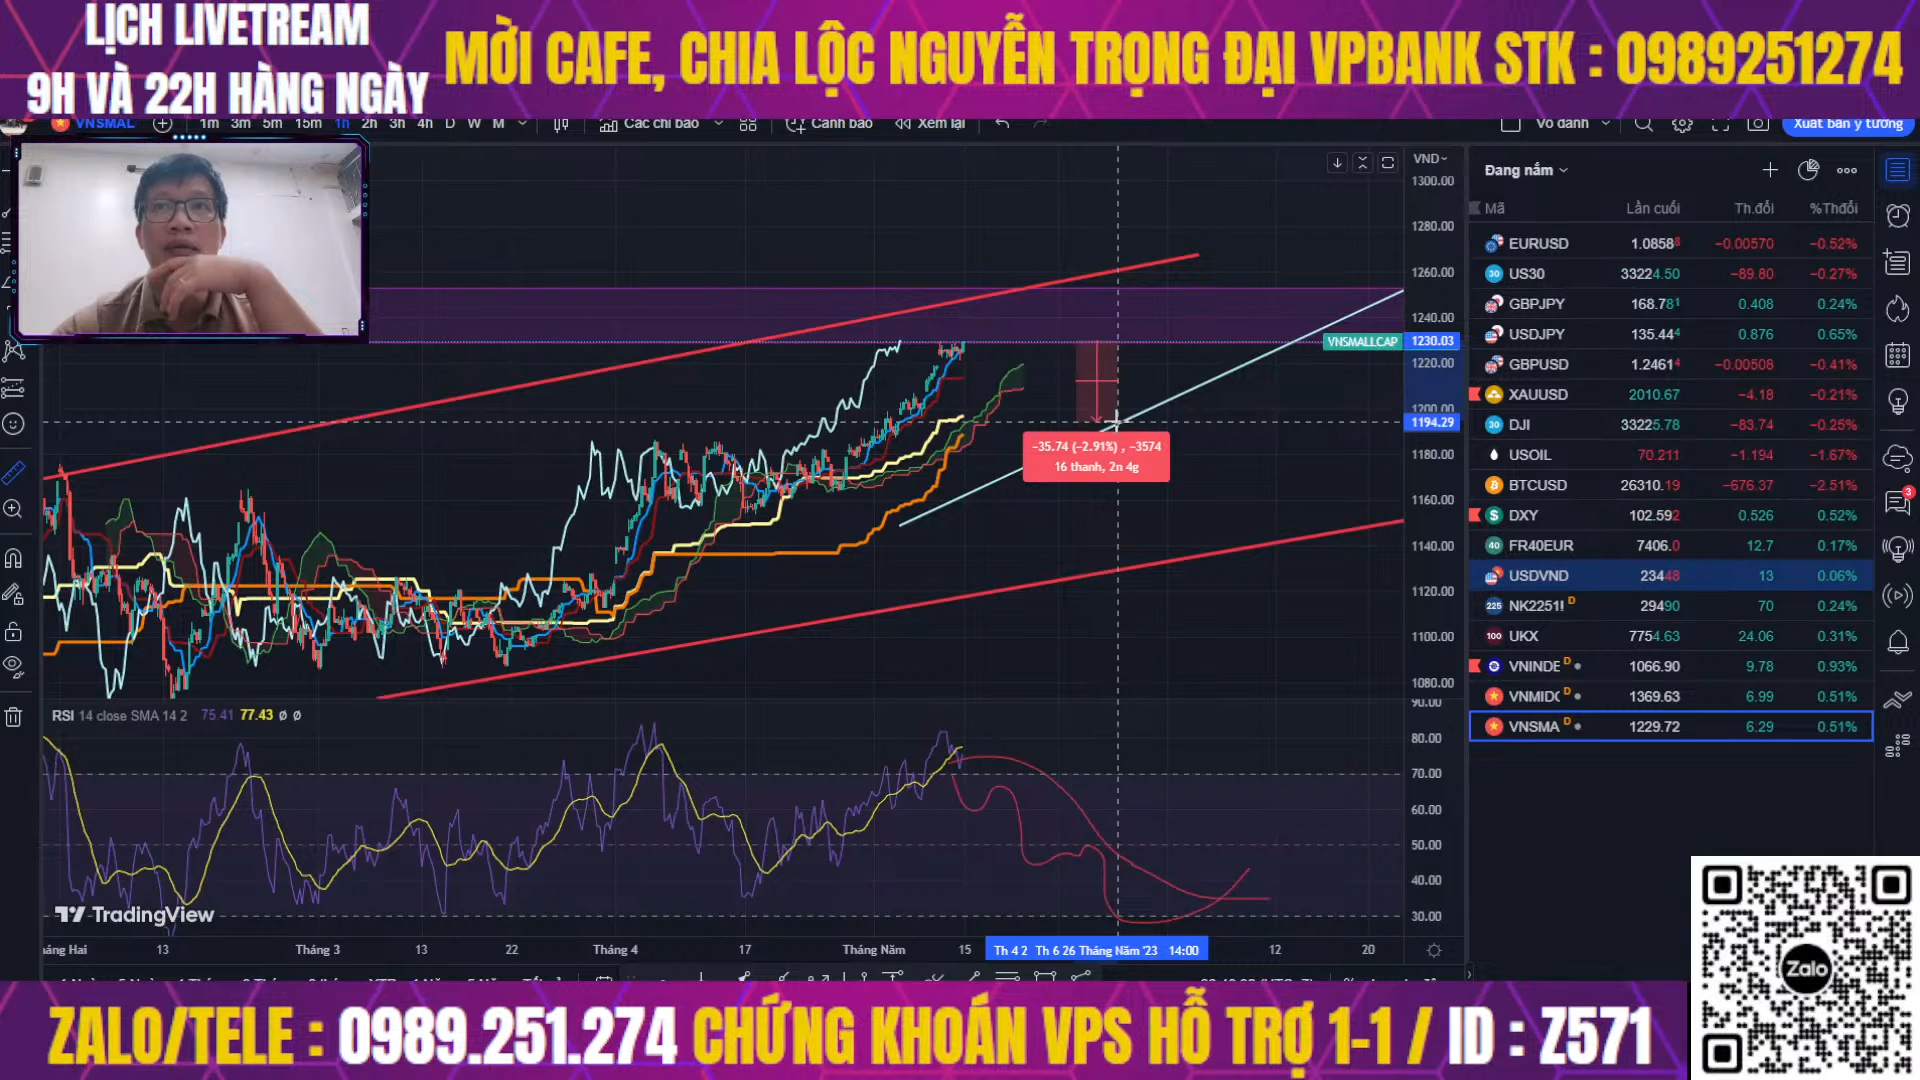 LỊCH LIVETREAM
9H VÀ 22H HÀNG NGÀY
MỜI CAFE, CHIA LỘC NGUYỄN TRỌNG ĐẠI VPBANK STK : 0989251274
VNSMAL 1m 3m 5m 15m 1h 2h 3h 4h D W M Các chỉ báo Cảnh báo Xem lại Vô danh Xuất bản ý tưởng
VND
1300.00
1280.00
1260.00
1240.00
VNSMALLCAP 1230.03
1220.00
1200.00
1194.29
1180.00
1160.00
1140.00
1120.00
1100.00
1080.00
−35.74 (−2.91%) , −3574
16 thanh, 2n 4g
RSI 14 close SMA 14 2 75.41 77.43 ø ø
90.00
80.00
70.00
60.00
50.00
40.00
30.00
TradingView
13 Tháng 3 13 22 Tháng 4 17 Tháng Năm 15 Th 4 2 Th 6 26 Tháng Năm '23 14:00 12 20
Đang nắm
Mã Lần cuối Th.đổi %Thđổi
EURUSD 1.0858⁸ −0.00570 −0.52%
US30 33224.50 −89.80 −0.27%
GBPJPY 168.78¹ 0.408 0.24%
USDJPY 135.44⁴ 0.876 0.65%
GBPUSD 1.2461⁴ −0.00508 −0.41%
XAUUSD 2010.67 −4.18 −0.21%
DJI 33225.78 −83.74 −0.25%
USOIL 70.211 −1.194 −1.67%
BTCUSD 26310.19 −676.37 −2.51%
DXY 102.592 0.526 0.52%
FR40EUR 7406.0 12.7 0.17%
USDVND 23448 13 0.06%
NK2251! D 29490 70 0.24%
UKX 7754.63 24.06 0.31%
VNINDE D 1066.90 9.78 0.93%
VNMIDC D 1369.63 6.99 0.51%
VNSMA D 1229.72 6.29 0.51%
3
Zalo
ZALO/TELE : 0989.251.274 CHỨNG KHOÁN VPS HỖ TRỢ 1-1 / ID : Z571